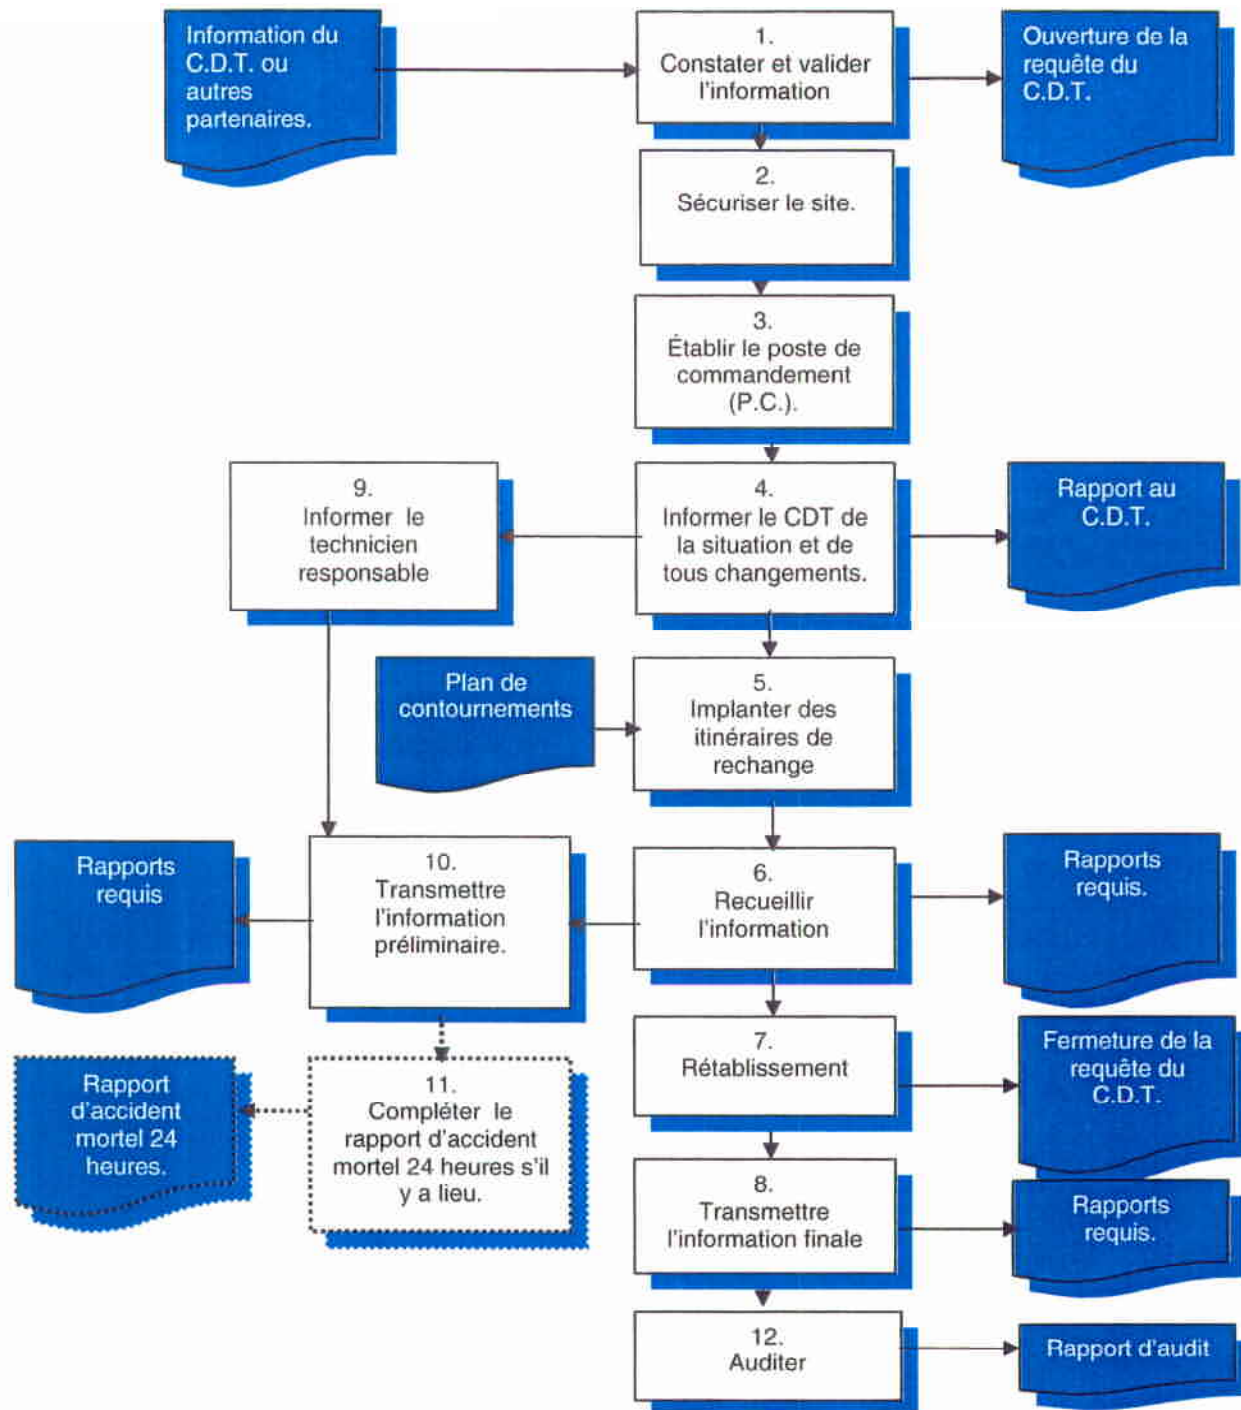 Information du
C.D.T. ou
autres
partenaires.
1.
Constater et valider
l'information
Ouverture de la
requête du
C.D.T.
2.
Sécuriser le site.
3.
Établir le poste de
commandement
(P.C.).
9.
Informer le
technicien
responsable
4.
Informer le CDT de
la situation et de
tous changements.
Rapport au
C.D.T.
Plan de
contournements
5.
Implanter des
itinéraires de
rechange
Rapports
requis
10.
Transmettre
l'information
préliminaire.
6.
Recueillir
l'information
Rapports
requis.
7.
Rétablissement
Fermeture de la
requête du
C.D.T.
Rapport
d'accident
mortel 24
heures.
11.
Compléter le
rapport d'accident
mortel 24 heures s'il
y a lieu.
8.
Transmettre
l'information finale
Rapports
requis.
12.
Auditer
Rapport d'audit